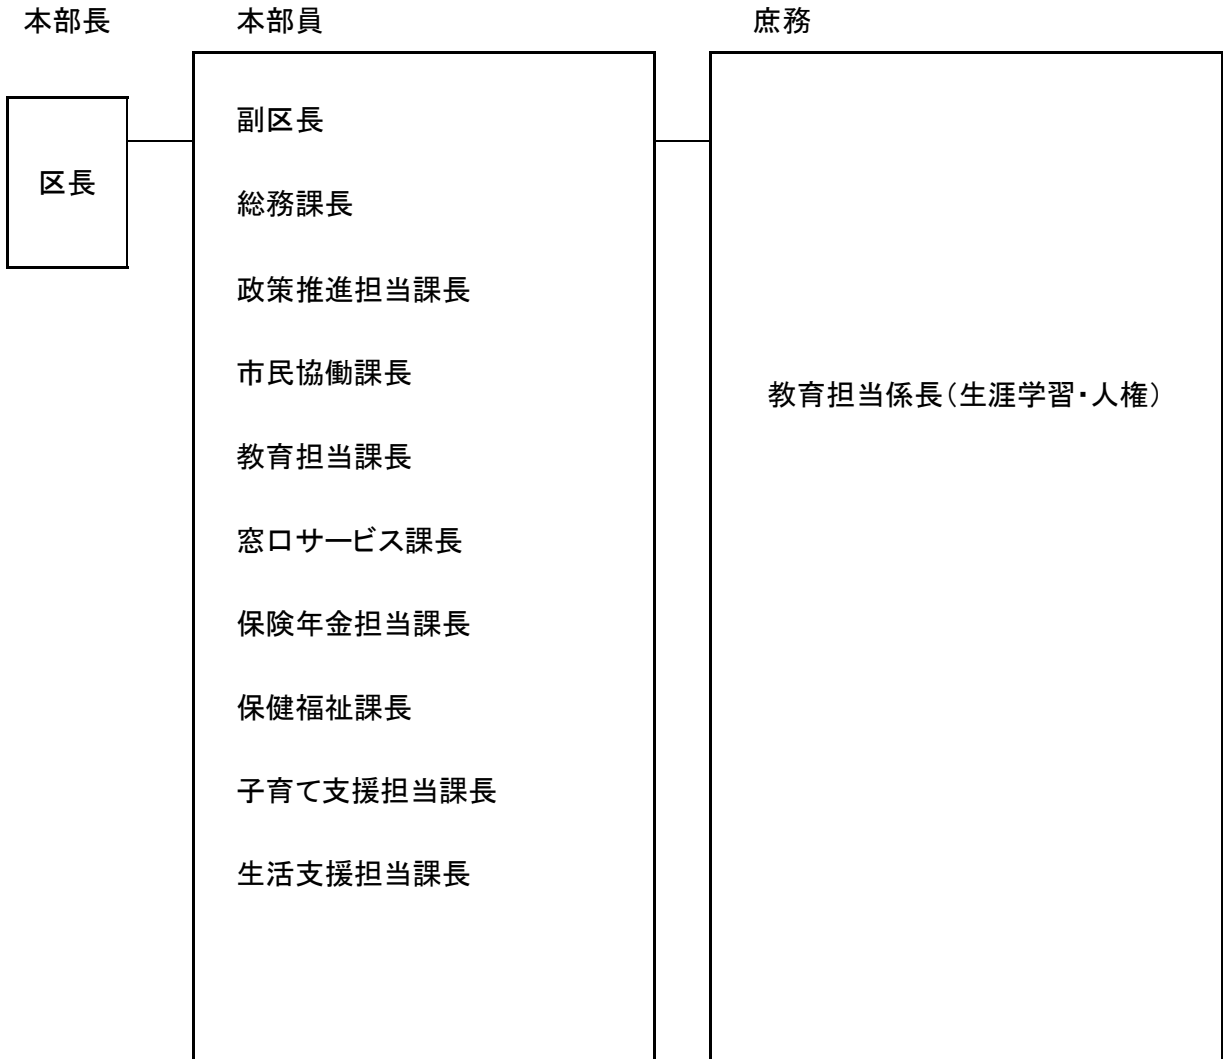 本部長
本部員
庶務
区長
副区長
総務課長
政策推進担当課長
市民協働課長
教育担当課長
窓口サービス課長
保険年金担当課長
保健福祉課長
子育て支援担当課長
生活支援担当課長
教育担当係長（生涯学習・人権）